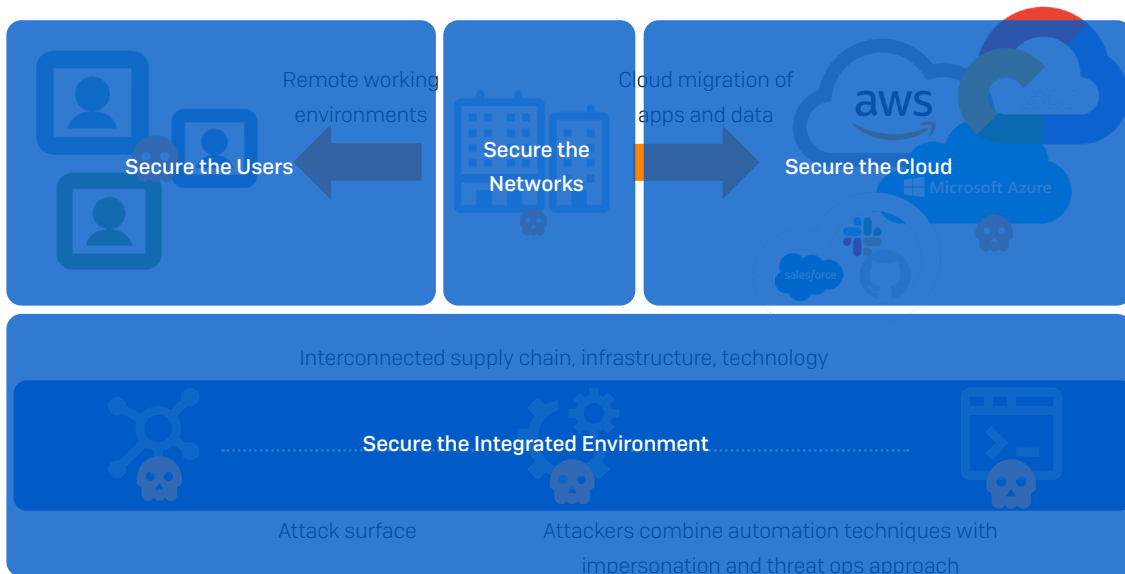 Remote working
environments
Secure the Users
Secure the
Networks
Cloud migration of
apps and data
Secure the Cloud
aws
Microsoft Azure
salesforce
Interconnected supply chain, infrastructure, technology
Secure the Integrated Environment
Attack surface
Attackers combine automation techniques with
impersonation and threat ops approach